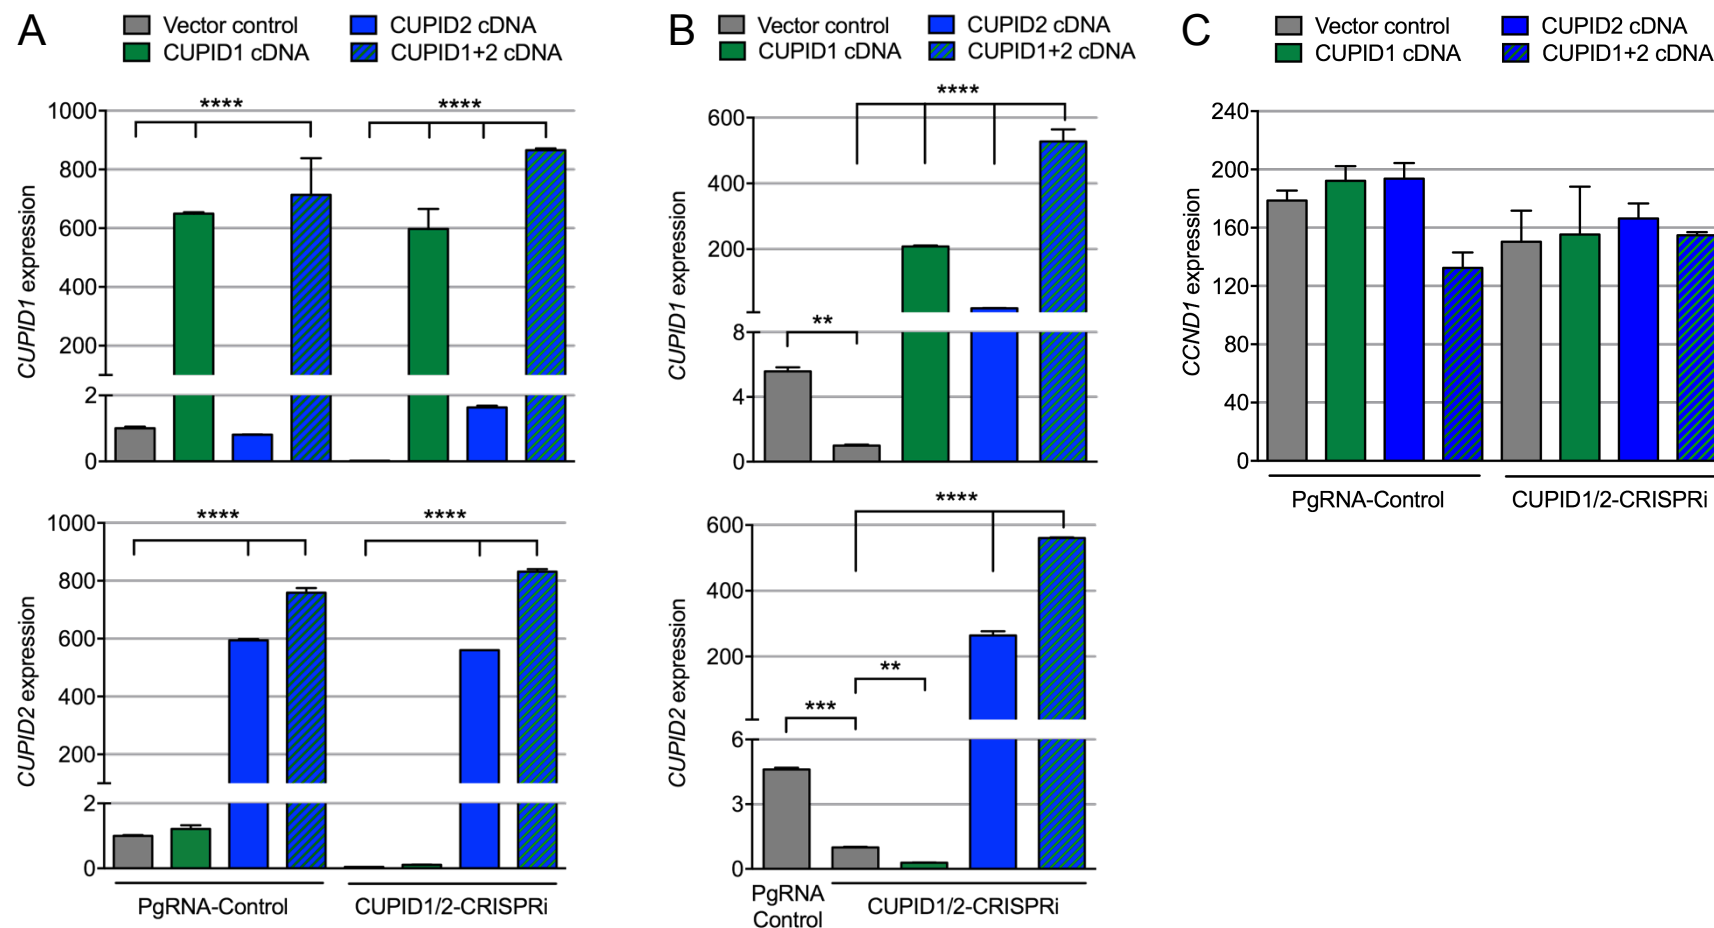 A
Vector control
CUPID2 cDNA
CUPID1 cDNA
CUPID1+2 cDNA
CUPID1 expression
1000
800
600
400
200
2
0
****
****
CUPID2 expression
1000
800
600
400
200
2
0
****
****
PgRNA-Control
CUPID1/2-CRISPRi
B
Vector control
CUPID2 cDNA
CUPID1 cDNA
CUPID1+2 cDNA
CUPID1 expression
600
400
200
8
4
0
****
**
CUPID2 expression
600
400
200
6
3
0
****
**
***
PgRNA
Control
CUPID1/2-CRISPRi
C
Vector control
CUPID2 cDNA
CUPID1 cDNA
CUPID1+2 cDNA
CCND1 expression
240
200
160
120
80
40
0
PgRNA-Control
CUPID1/2-CRISPRi